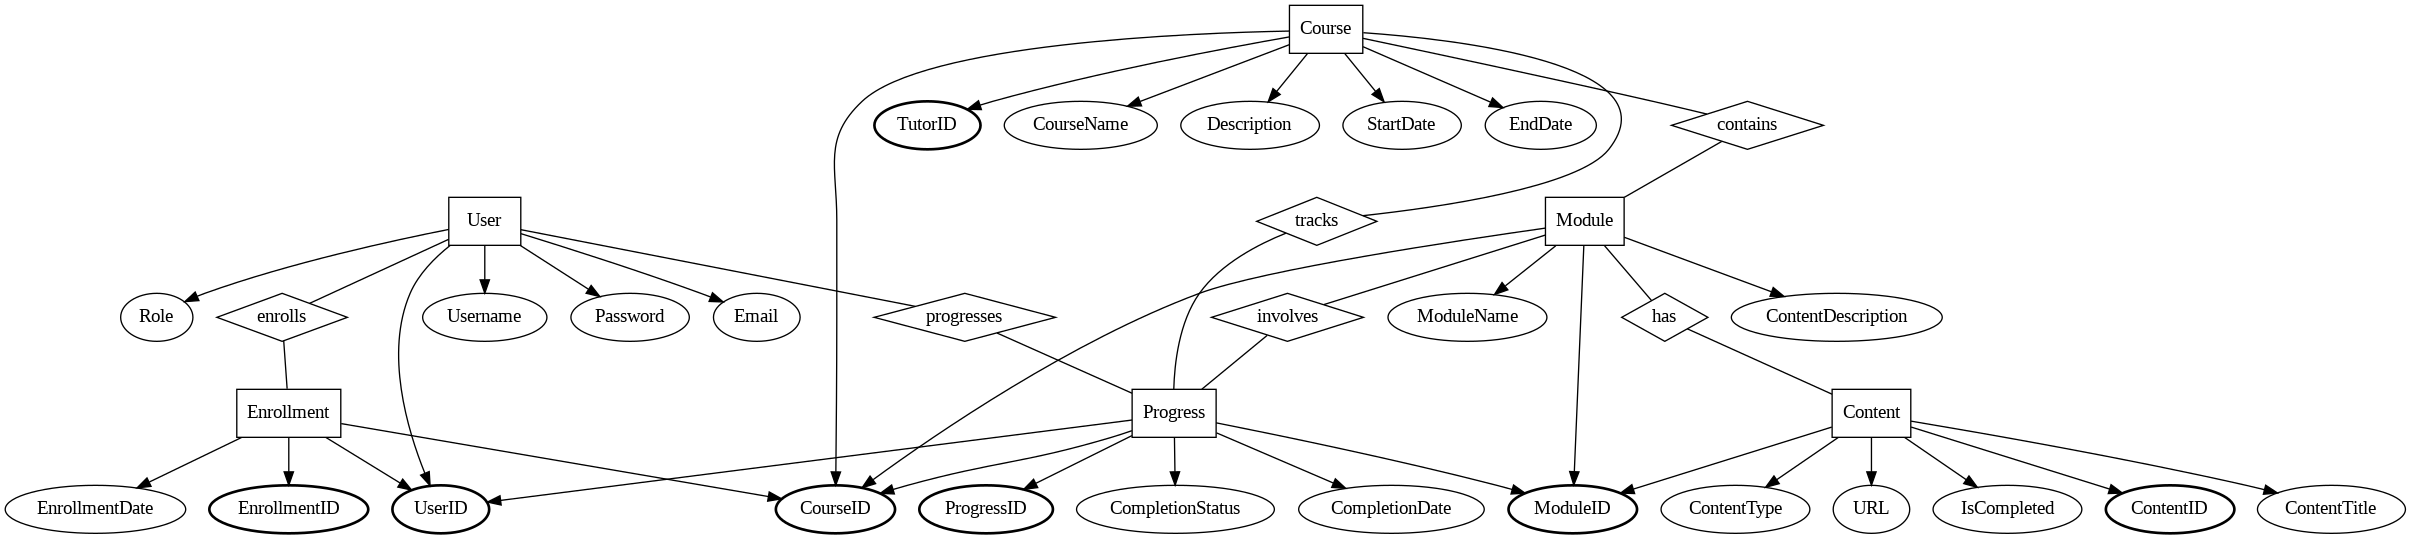 Course
TutorID
CourseName
Description
StartDate
EndDate
contains
User
tracks
Module
Role
enrolls
Username
Password
Email
progresses
involves
ModuleName
has
ContentDescription
Enrollment
Progress
Content
EnrollmentDate
EnrollmentID
UserID
CourseID
ProgressID
CompletionStatus
CompletionDate
ModuleID
ContentType
URL
IsCompleted
ContentID
ContentTitle